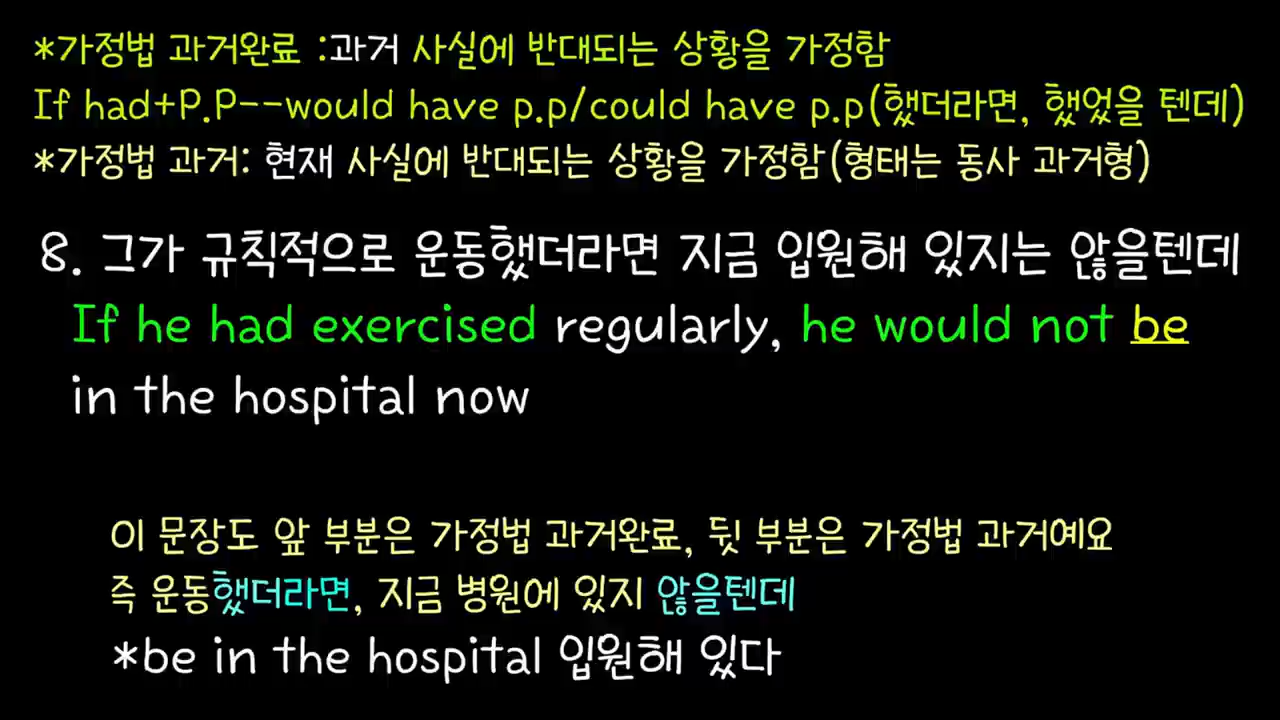 *가정법 과거완료 :과거 사실에 반대되는 상황을 가정함
If had+P.P--would have p.p/could have p.p(했더라면, 했었을 텐데)
*가정법 과거: 현재 사실에 반대되는 상황을 가정함(형태는 동사 과거형)
8. 그가 규칙적으로 운동했더라면 지금 입원해 있지는 않을텐데
If he had exercised regularly, he would not be
in the hospital now
이 문장도 앞 부분은 가정법 과거완료, 뒷 부분은 가정법 과거예요
즉 운동했더라면, 지금 병원에 있지 않을텐데
*be in the hospital 입원해 있다